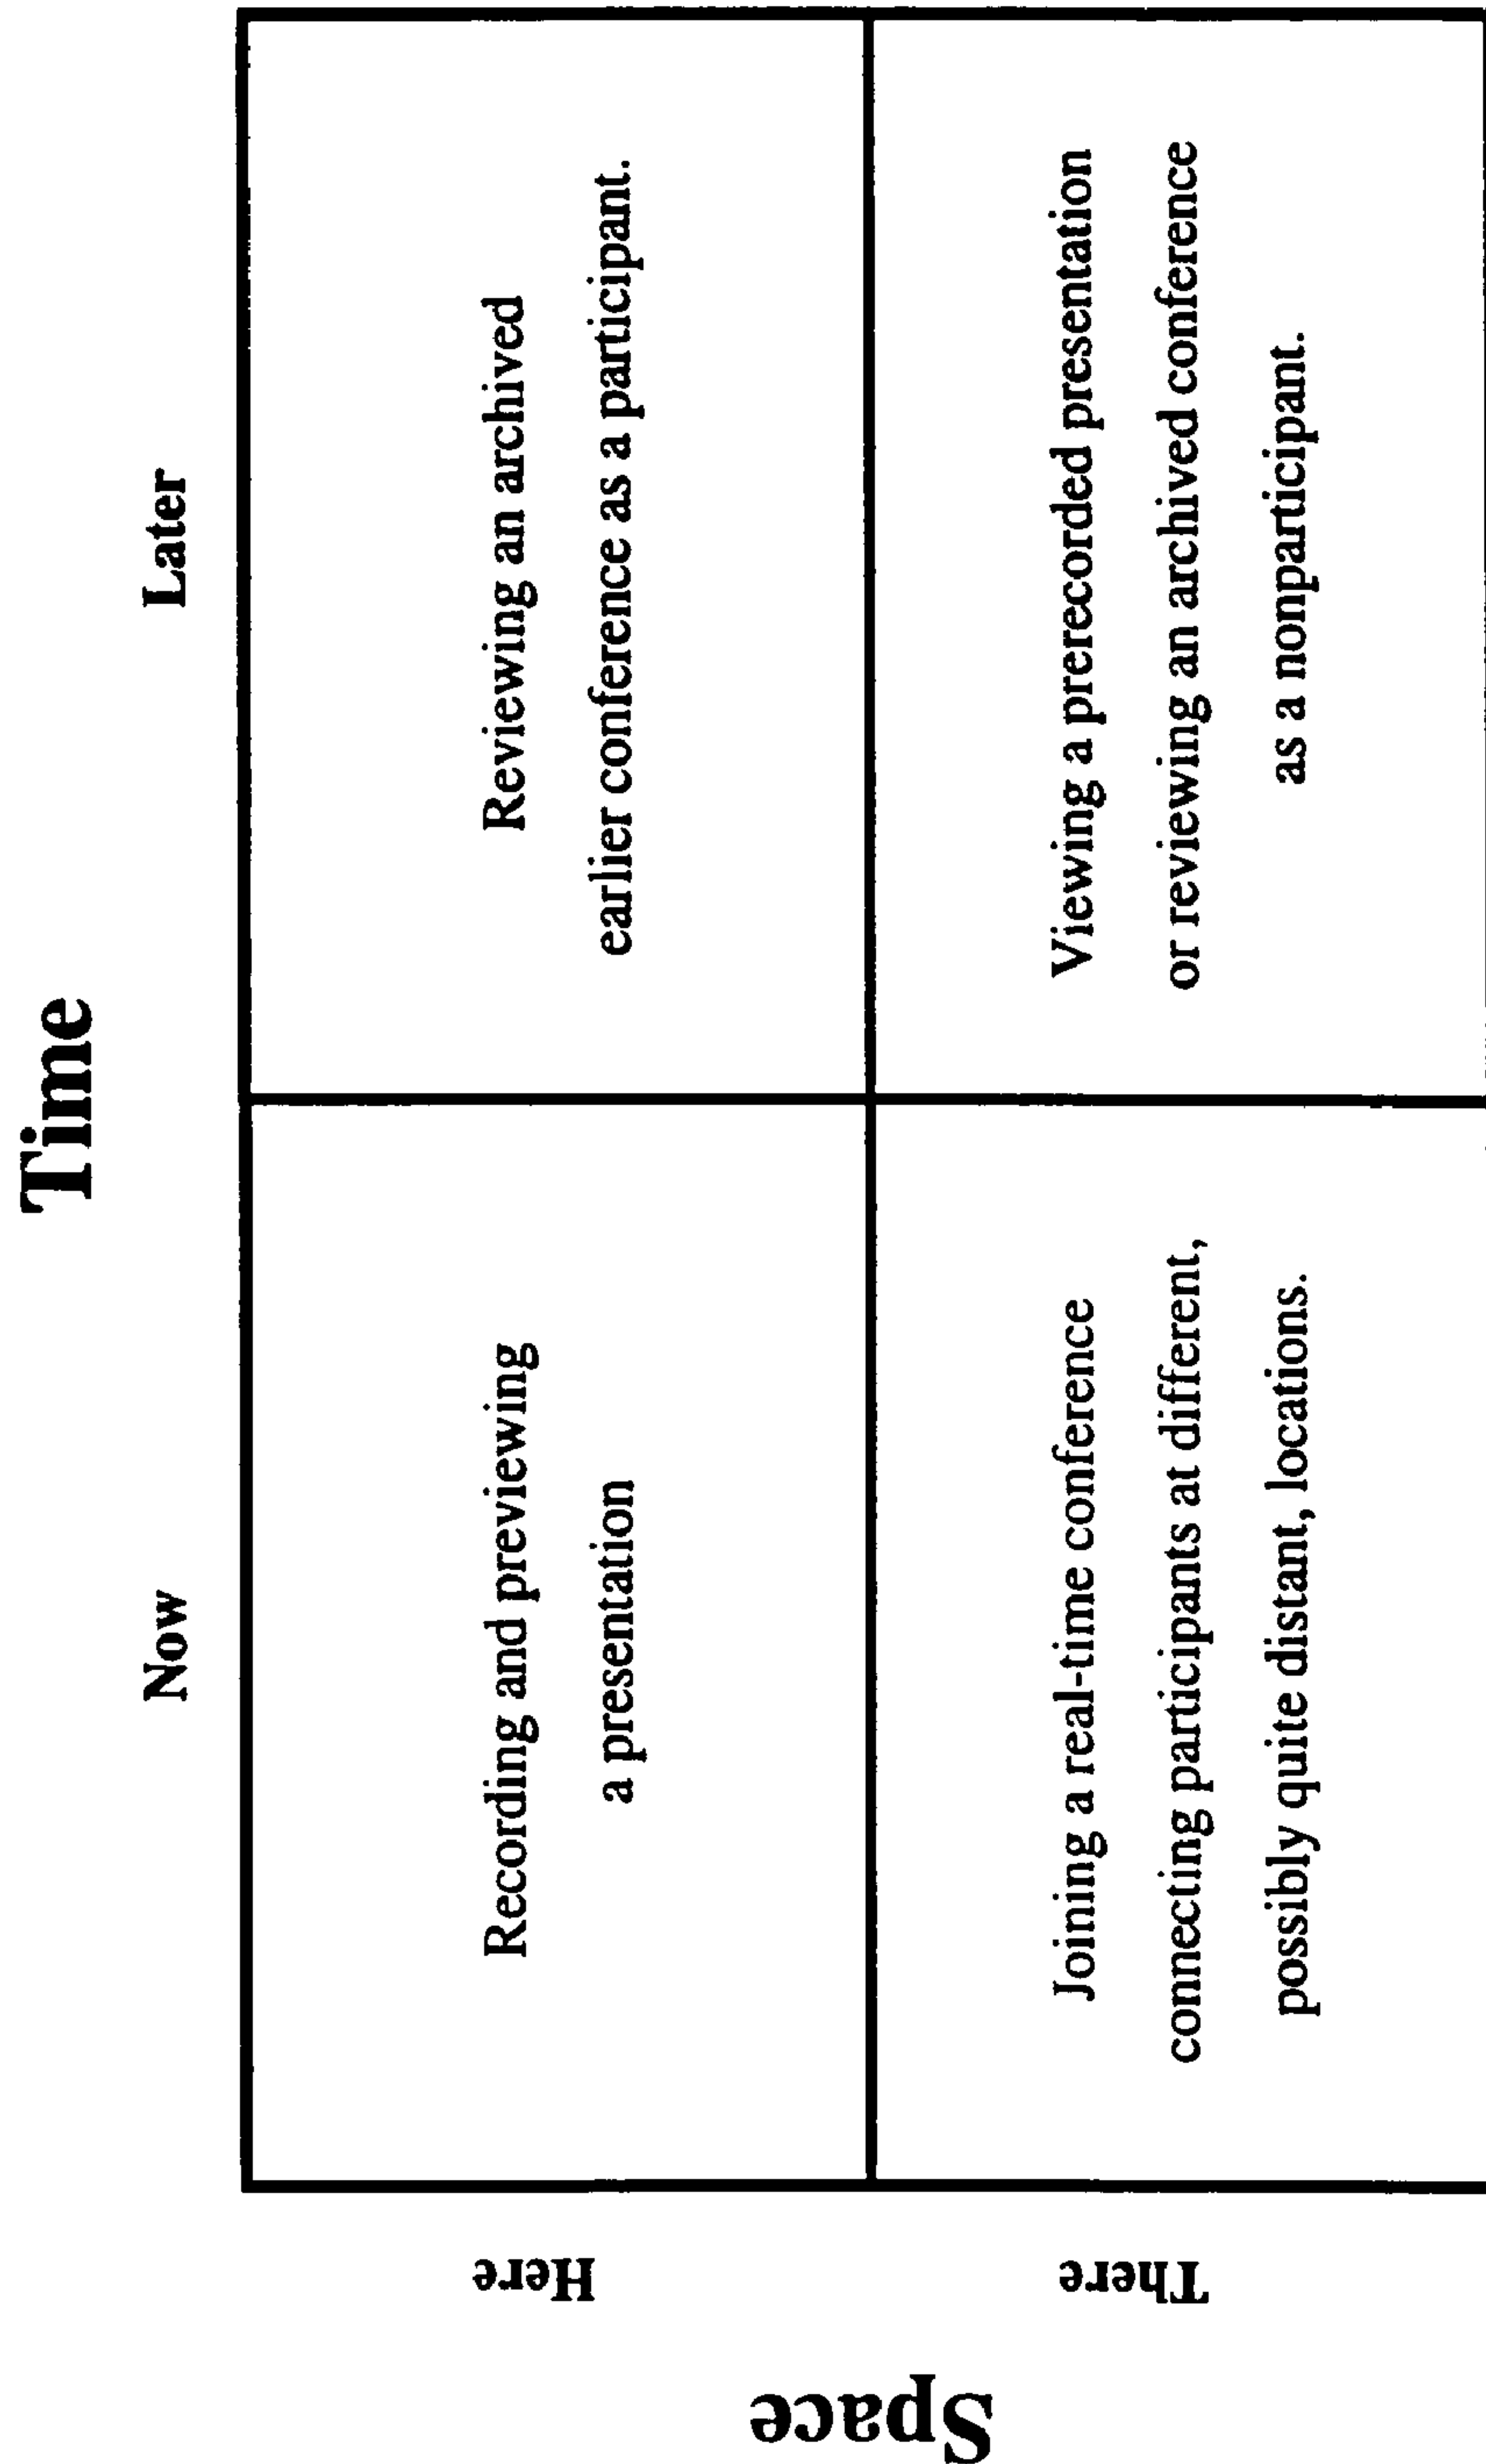 Time
Now
Later
Space
Here
Recording and previewing
a presentation
Reviewing an archived
earlier conference as a participant.
There
Joining a real-time conference
connecting participants at different,
possibly quite distant, locations.
Viewing a prerecorded presentation
or reviewing an archived conference
as a nonparticipant.